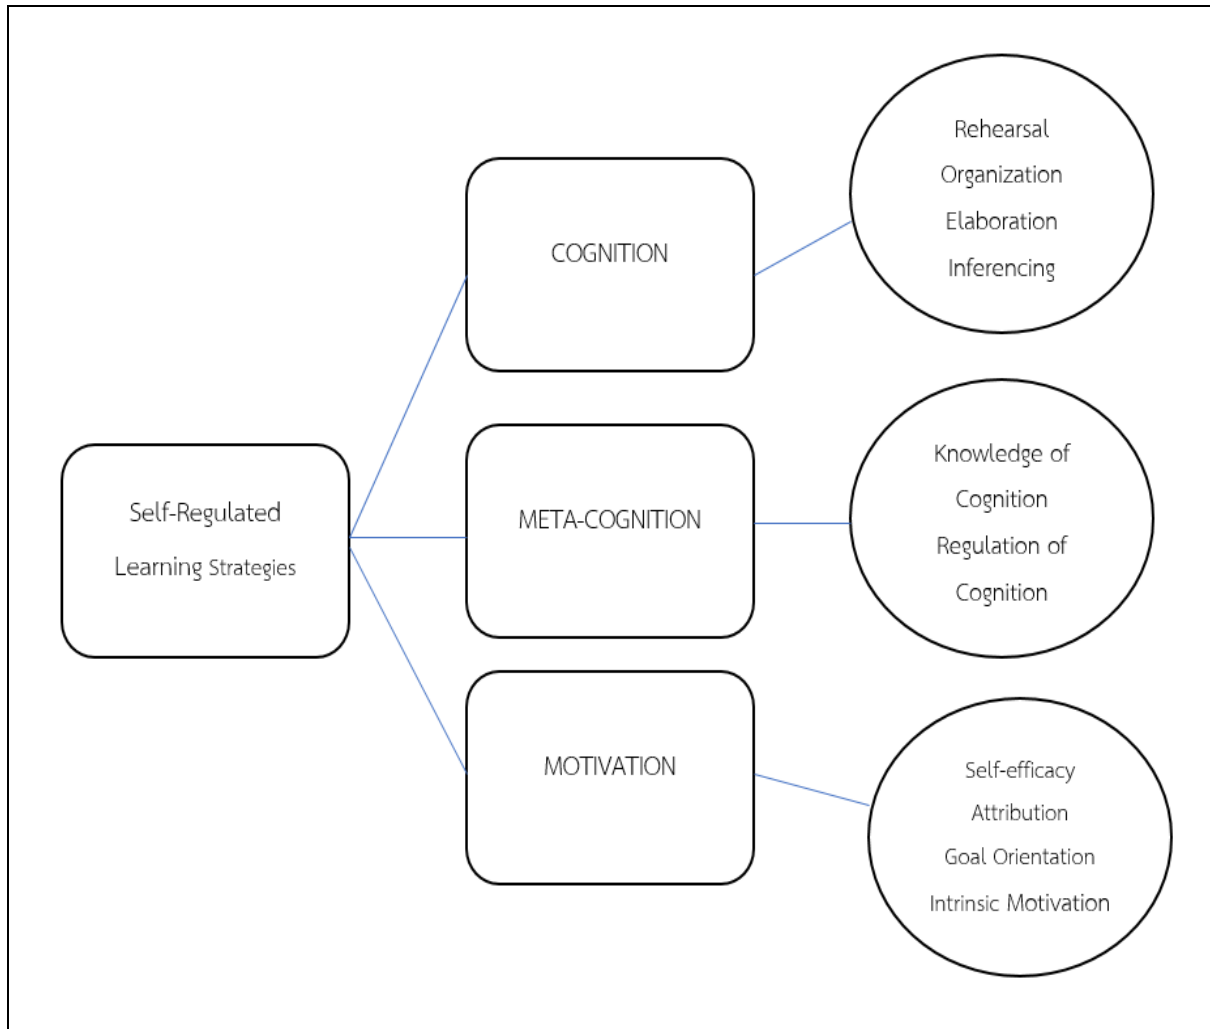 Self-Regulated
Learning Strategies
COGNITION
Rehearsal
Organization
Elaboration
Inferencing
META-COGNITION
Knowledge of
Cognition
Regulation of
Cognition
MOTIVATION
Self-efficacy
Attribution
Goal Orientation
Intrinsic Motivation